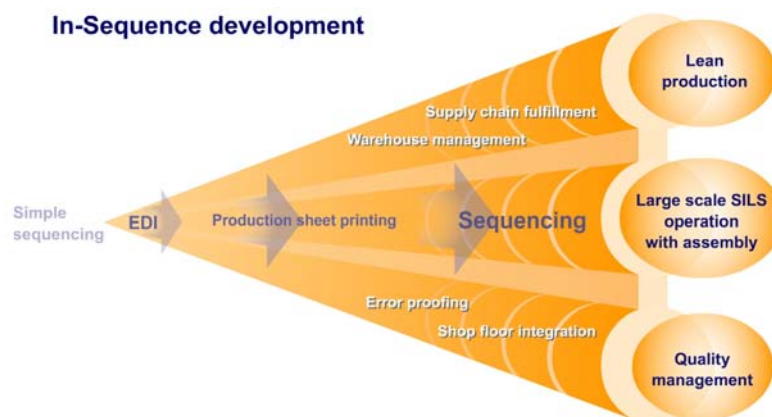 In-Sequence development
Lean
production
Supply chain fulfillment
Warehouse management
Simple
sequencing
EDI
Production sheet printing
Sequencing
Large scale SILS
operation
with assembly
Error proofing
Shop floor integration
Quality
management